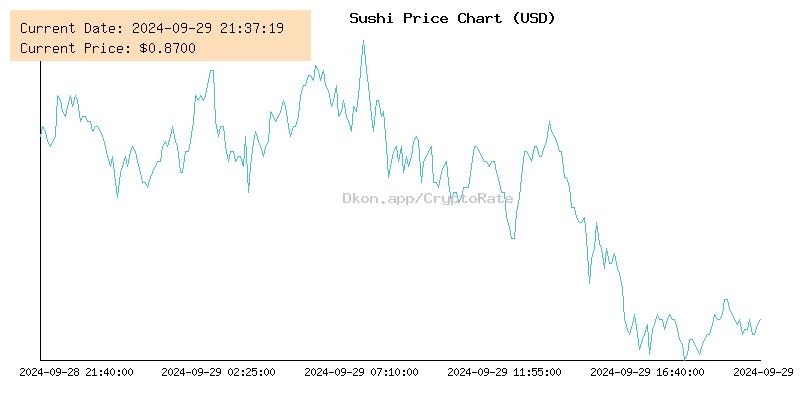 Sushi Price Chart (USD)
Current Date: 2024-09-29 21:37:19
Current Price: $0.8700
Dkon.app/CryptoRate
2024-09-28 21:40:00
2024-09-29 02:25:00
2024-09-29 07:10:00
2024-09-29 11:55:00
2024-09-29 16:40:00
2024-09-29